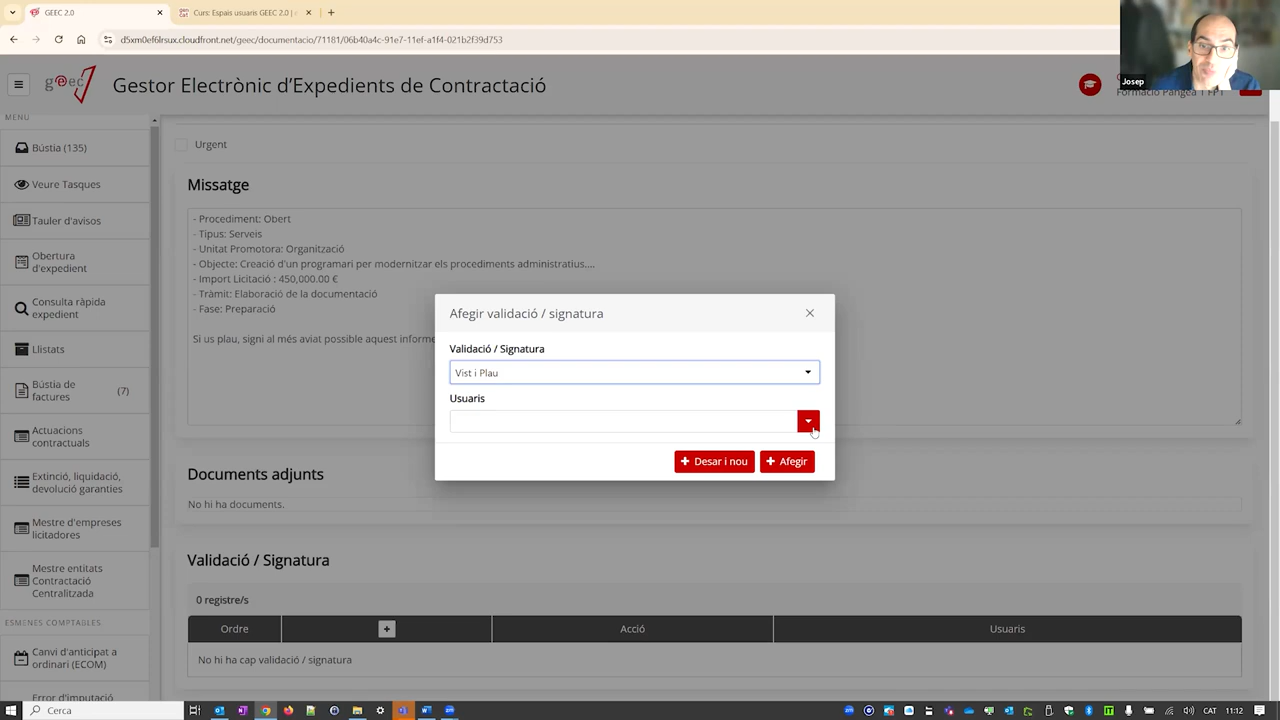 GEEC 2.0
Curs: Espais usuaris GEEC 2.0 | 
d5xm0ef6lrsux.cloudfront.net/geec/documentacio/71181/06b40a4c-91e7-11ef-a1f4-021b2f39d753
Josep
geec
Gestor Electrònic d'Expedients de Contractació
Formació Pangea 1 FPT
MENU
Bústia (135)
Veure Tasques
Tauler d'avisos
Obertura
d'expedient
Consulta ràpida
expedient
Llistats
Bústia de
factures
(7)
Actuacions
contractuals
Extinció, liquidació,
devolució garanties
Mestre d'empreses
licitadores
Mestre entitats
Contractació
Centralitzada
ESMENES COMPTABLES
Canvi d'anticipat a
ordinari (ECOM)
Error d'imputació
Urgent
Missatge
- Procediment: Obert
- Tipus: Serveis
- Unitat Promotora: Organització
- Objecte: Creació d'un programari per modernitzar els procediments administratius....
- Import Licitació : 450,000.00 €
- Tràmit: Elaboració de la documentació
- Fase: Preparació
Si us plau, signi al més aviat possible aquest informe
Afegir validació / signatura
Validació / Signatura
Vist i Plau
Usuaris
Desar i nou
Afegir
Documents adjunts
No hi ha documents.
Validació / Signatura
0 registre/s
Ordre
Acció
Usuaris
No hi ha cap validació / signatura
Cerca
CAT
11:12